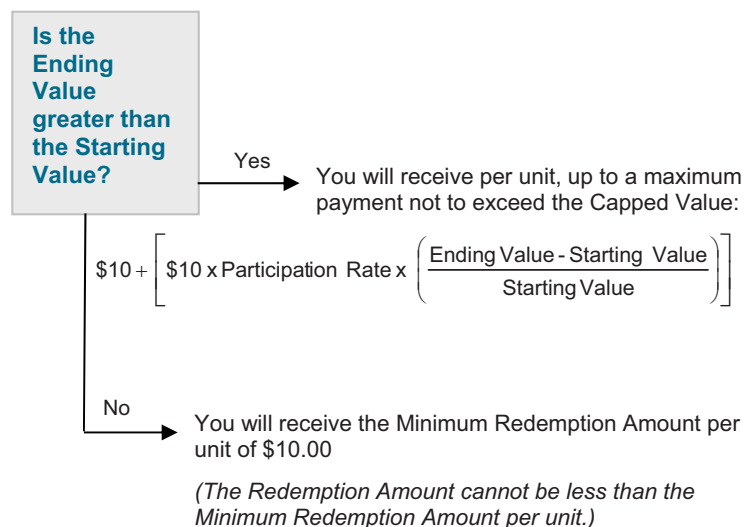 Is the
Ending
Value
greater than
the Starting
Value?
Yes
You will receive per unit, up to a maximum
payment not to exceed the Capped Value:
$10 + [ $10 x Participation Rate x ( Ending Value - Starting Value
Starting Value ) ]
No
You will receive the Minimum Redemption Amount per
unit of $10.00
(The Redemption Amount cannot be less than the
Minimum Redemption Amount per unit.)